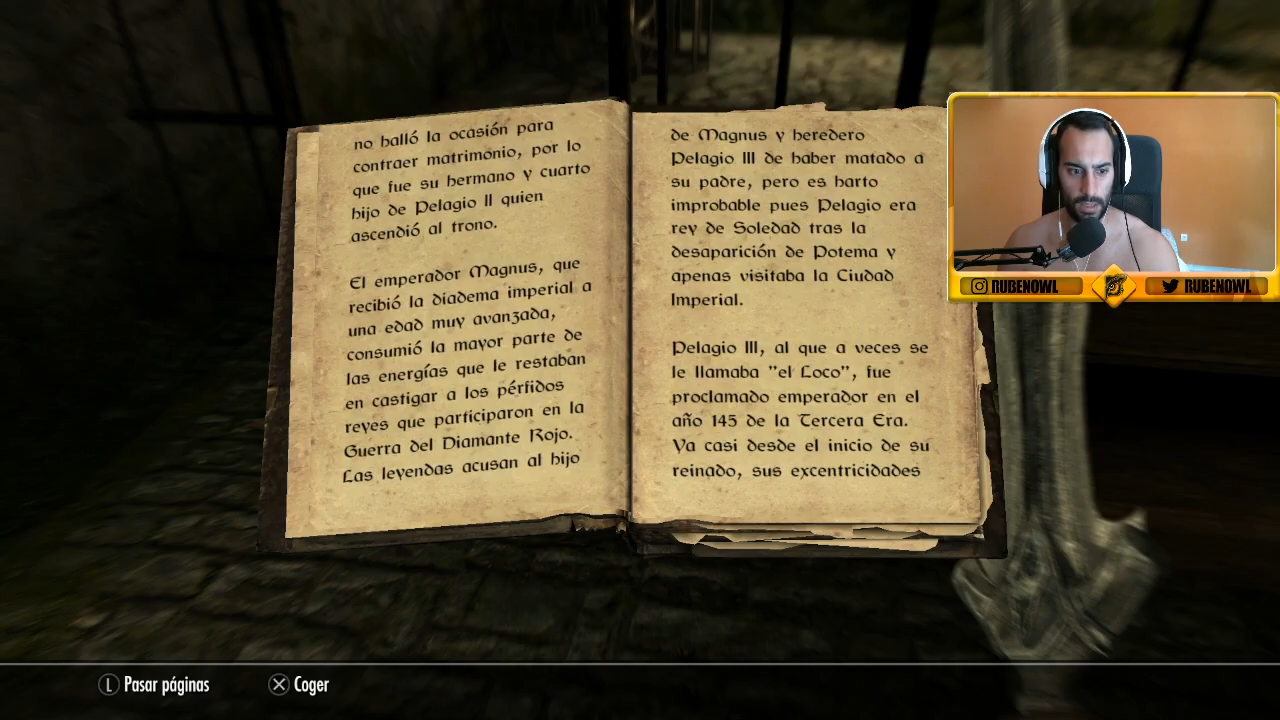 no halló la ocasión para
contraer matrimonio, por lo
que fue su hermano y cuarto
hijo de Pelagio II quien
ascendió al trono.
El emperador Magnus, que
recibió la diadema imperial a
una edad muy avanzada,
consumió la mayor parte de
las energías que le restaban
en castigar a los pérfidos
reyes que participaron en la
Guerra del Diamante Rojo.
Las leyendas acusan al hijo
de Magnus y heredero
Pelagio III de haber matado a
su padre, pero es harto
improbable pues Pelagio era
rey de Soledad tras la
desaparición de Potema y
apenas visitaba la Ciudad
Imperial.
Pelagio III, al que a veces se
le llamaba "el Loco", fue
proclamado emperador en el
año 145 de la Tercera Era.
Ya casi desde el inicio de su
reinado, sus excentricidades
RUBENOWL RUBENOWL
L Pasar páginas X Coger